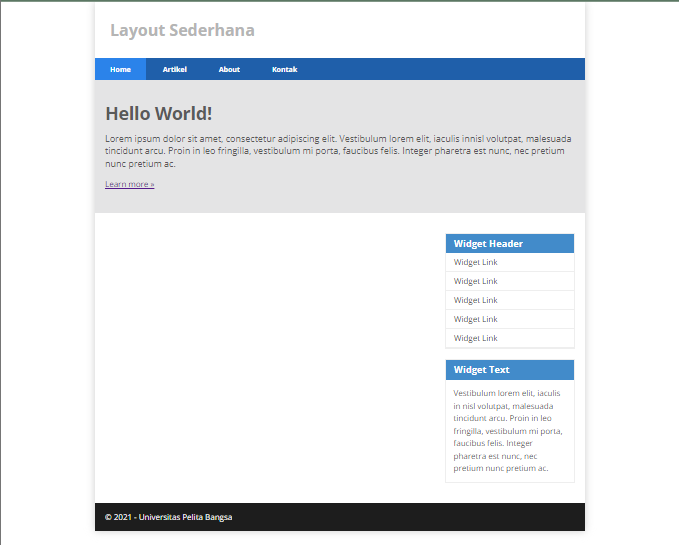 Layout Sederhana
Home Artikel About Kontak
Hello World!
Lorem ipsum dolor sit amet, consectetur adipiscing elit. Vestibulum lorem elit, iaculis innisl volutpat, malesuada
tincidunt arcu. Proin in leo fringilla, vestibulum mi porta, faucibus felis. Integer pharetra est nunc, nec pretium
nunc pretium ac.
Learn more »
Widget Header
Widget Link
Widget Link
Widget Link
Widget Link
Widget Link
Widget Text
Vestibulum lorem elit, iaculis
in nisl volutpat, malesuada
tincidunt arcu. Proin in leo
fringilla, vestibulum mi porta,
faucibus felis. Integer
pharetra est nunc, nec
pretium nunc pretium ac.
© 2021 - Universitas Pelita Bangsa